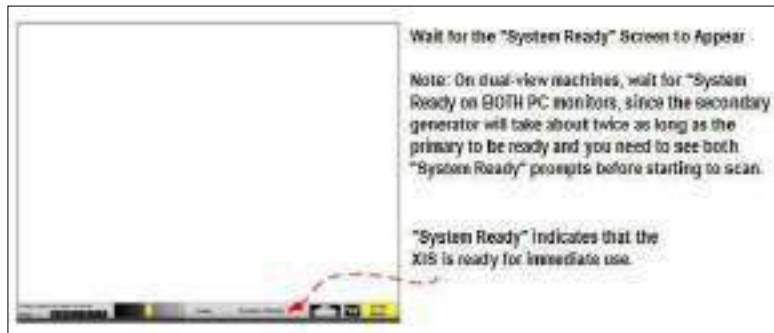 Wait for the "System Ready" Screen to Appear
Note: On dual-view machines, wait for "System
Ready on BOTH PC monitors, since the secondary
generator will take about twice as long as the
primary to be ready and you need to see both
"System Ready" prompts before starting to scan.
"System Ready" indicates that the
XIS is ready for immediate use.